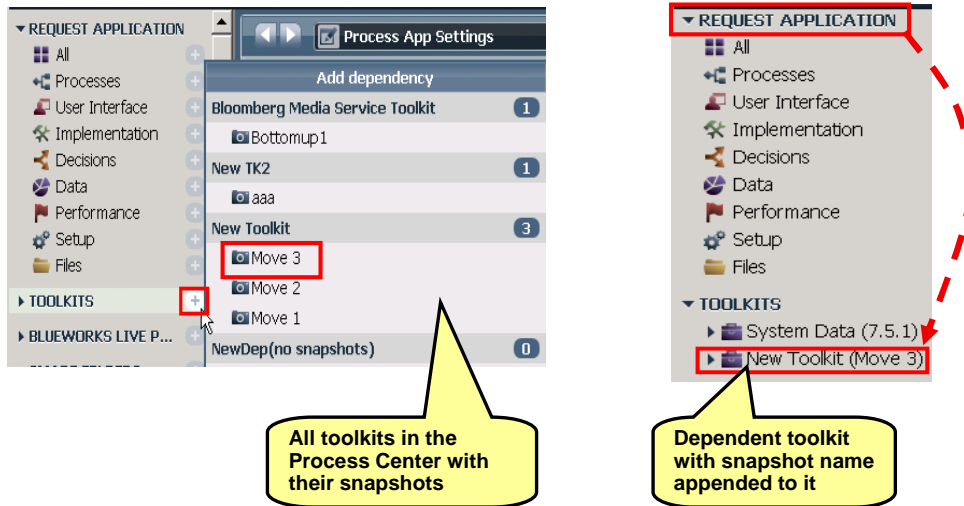 REQUEST APPLICATION
All
Processes
User Interface
Implementation
Decisions
Data
Performance
Setup
Files
TOOLKITS
BLUEWORKS LIVE P...
Process App Settings
Add dependency
Bloomberg Media Service Toolkit 1
Bottomup1
New TK2 1
aaa
New Toolkit 3
Move 3
Move 2
Move 1
NewDep(no snapshots) 0
All toolkits in the
Process Center with
their snapshots
REQUEST APPLICATION
All
Processes
User Interface
Implementation
Decisions
Data
Performance
Setup
Files
TOOLKITS
System Data (7.5.1)
New Toolkit (Move 3)
Dependent toolkit
with snapshot name
appended to it